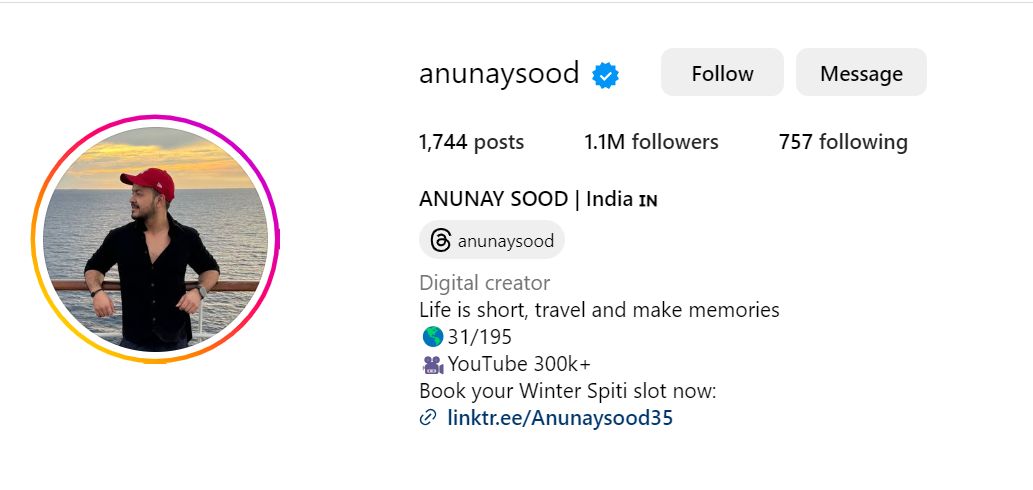 anunaysood
Follow
Message
1,744 posts
1.1M followers
757 following
ANUNAY SOOD | India ɪɴ
anunaysood
Digital creator
Life is short, travel and make memories
🌎 31/195
🎥 YouTube 300k+
Book your Winter Spiti slot now:
linktr.ee/Anunaysood35